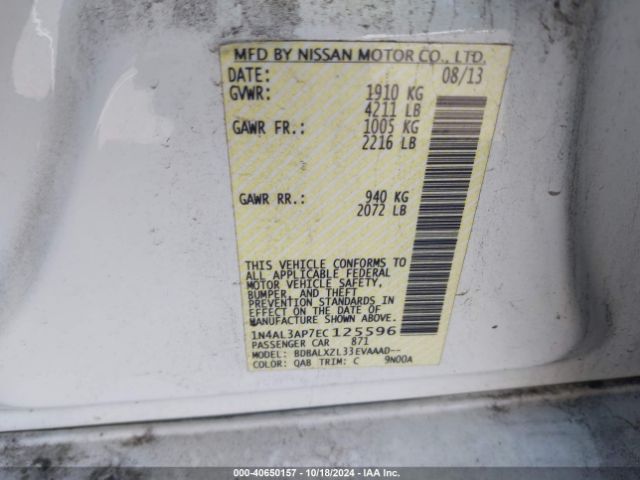 MFD BY NISSAN MOTOR CO., LTD.
DATE: 08/13
GVWR: 1910 KG
4211 LB
GAWR FR.: 1005 KG
2216 LB
GAWR RR.: 940 KG
2072 LB
THIS VEHICLE CONFORMS TO
ALL APPLICABLE FEDERAL
MOTOR VEHICLE SAFETY,
BUMPER, AND THEFT
PREVENTION STANDARDS IN
EFFECT ON THE DATE OF
MANUFACTURE SHOWN ABOVE.
1N4AL3AP7EC125596
PASSENGER CAR 871
MODEL: BDBALXZL33EVAAAD--
COLOR: QAB TRIM: C 9N00A
000-40650157 - 10/18/2024 - IAA Inc.